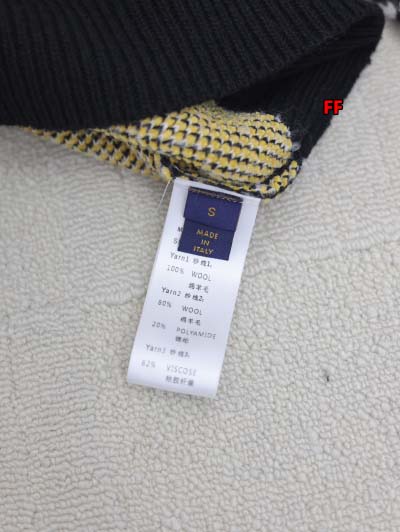 FF
S
MADE
IN
ITALY
Yarn1 纱线1:
100% WOOL
绵羊毛
Yarn2 纱线2:
80% WOOL
绵羊毛
20% POLYAMIDE
锦纶
Yarn3 纱线3:
62% VISCOSE
粘胶纤维